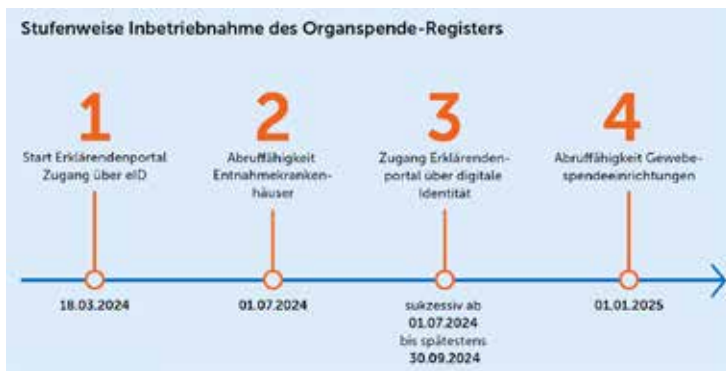 Stufenweise Inbetriebnahme des Organspende-Registers
1
Start Erklärendenportal
Zugang über eID
2
Abruffähigkeit
Entnahmekranken-
häuser
3
Zugang Erklärenden-
portal über digitale
Identität
4
Abruffähigkeit Gewebe-
spendeeinrichtungen
18.03.2024
01.07.2024
sukzessiv ab
01.07.2024
bis spätestens
30.09.2024
01.01.2025